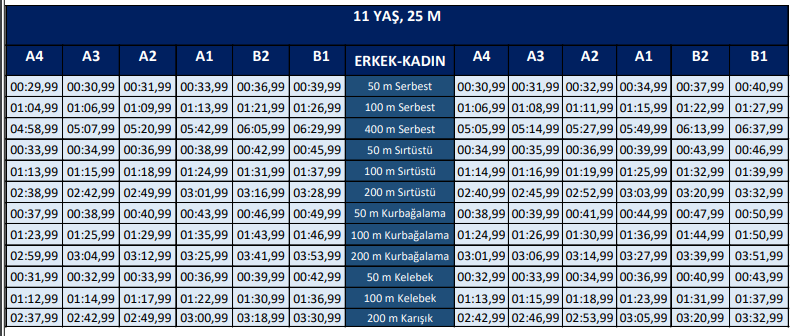 11 YAŞ, 25 M
A4 A3 A2 A1 B2 B1 ERKEK-KADIN A4 A3 A2 A1 B2 B1
00:29,99 00:30,99 00:31,99 00:33,99 00:36,99 00:39,99 50 m Serbest 00:30,99 00:31,99 00:32,99 00:34,99 00:37,99 00:40,99
01:04,99 01:06,99 01:09,99 01:13,99 01:21,99 01:26,99 100 m Serbest 01:06,99 01:08,99 01:11,99 01:15,99 01:22,99 01:27,99
04:58,99 05:07,99 05:20,99 05:42,99 06:05,99 06:29,99 400 m Serbest 05:05,99 05:14,99 05:27,99 05:49,99 06:13,99 06:37,99
00:33,99 00:34,99 00:36,99 00:38,99 00:42,99 00:45,99 50 m Sırtüstü 00:34,99 00:35,99 00:36,99 00:39,99 00:43,99 00:46,99
01:13,99 01:15,99 01:18,99 01:24,99 01:31,99 01:37,99 100 m Sırtüstü 01:14,99 01:16,99 01:19,99 01:25,99 01:32,99 01:39,99
02:38,99 02:42,99 02:49,99 03:01,99 03:16,99 03:28,99 200 m Sırtüstü 02:40,99 02:45,99 02:52,99 03:03,99 03:20,99 03:32,99
00:37,99 00:38,99 00:40,99 00:43,99 00:46,99 00:49,99 50 m Kurbağalama 00:38,99 00:39,99 00:41,99 00:44,99 00:47,99 00:50,99
01:23,99 01:25,99 01:29,99 01:35,99 01:43,99 01:46,99 100 m Kurbağalama 01:24,99 01:26,99 01:30,99 01:36,99 01:44,99 01:50,99
02:59,99 03:04,99 03:12,99 03:25,99 03:41,99 03:53,99 200 m Kurbağalama 03:01,99 03:06,99 03:14,99 03:27,99 03:39,99 03:51,99
00:31,99 00:32,99 00:33,99 00:36,99 00:39,99 00:42,99 50 m Kelebek 00:32,99 00:33,99 00:34,99 00:36,99 00:40,99 00:43,99
01:12,99 01:14,99 01:17,99 01:22,99 01:30,99 01:36,99 100 m Kelebek 01:13,99 01:15,99 01:18,99 01:23,99 01:31,99 01:37,99
02:37,99 02:42,99 02:49,99 03:00,99 03:18,99 03:30,99 200 m Karışık 02:42,99 02:46,99 02:53,99 03:05,99 03:20,99 03:32,99